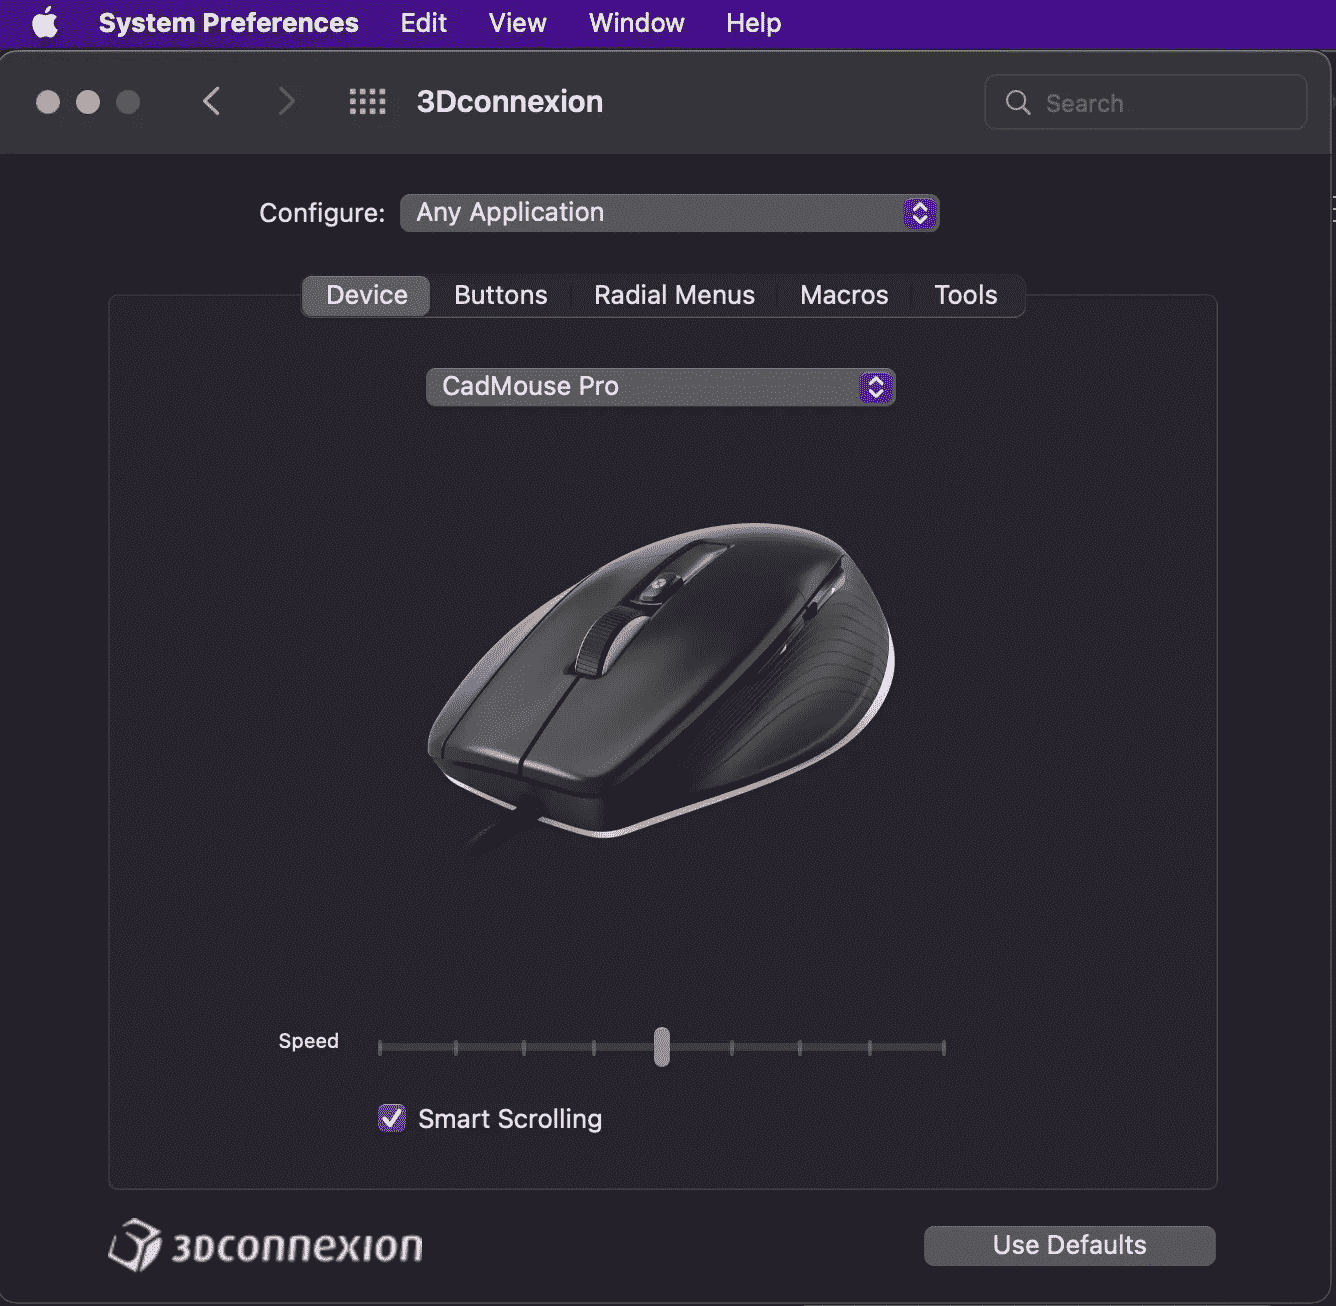 System Preferences Edit View Window Help
3Dconnexion Search
Configure: Any Application
Device Buttons Radial Menus Macros Tools
CadMouse Pro
Speed
Smart Scrolling
3Dconnexion Use Defaults